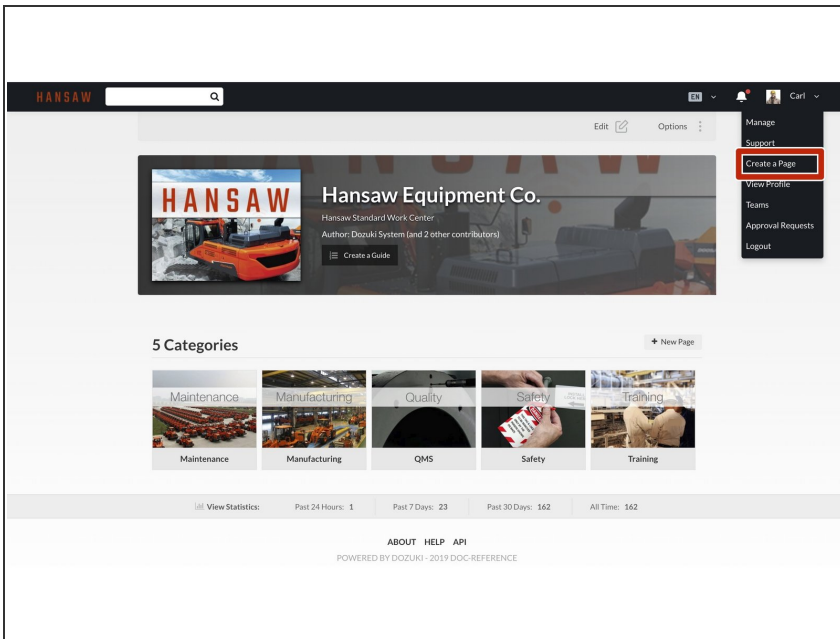 HANSAW
EN
Carl
Edit
Options
Manage
Support
Create a Page
View Profile
Teams
Approval Requests
Logout
HANSAW
HANSAW
Hansaw Equipment Co.
Hansaw Standard Work Center
Author: Dozuki System (and 2 other contributors)
Create a Guide
5 Categories
+ New Page
Maintenance
Manufacturing
Quality
Safety
Training
Maintenance
Manufacturing
QMS
Safety
Training
View Statistics:
Past 24 Hours: 1
Past 7 Days: 23
Past 30 Days: 162
All Time: 162
ABOUT HELP API
POWERED BY DOZUKI - 2019 DOC-REFERENCE